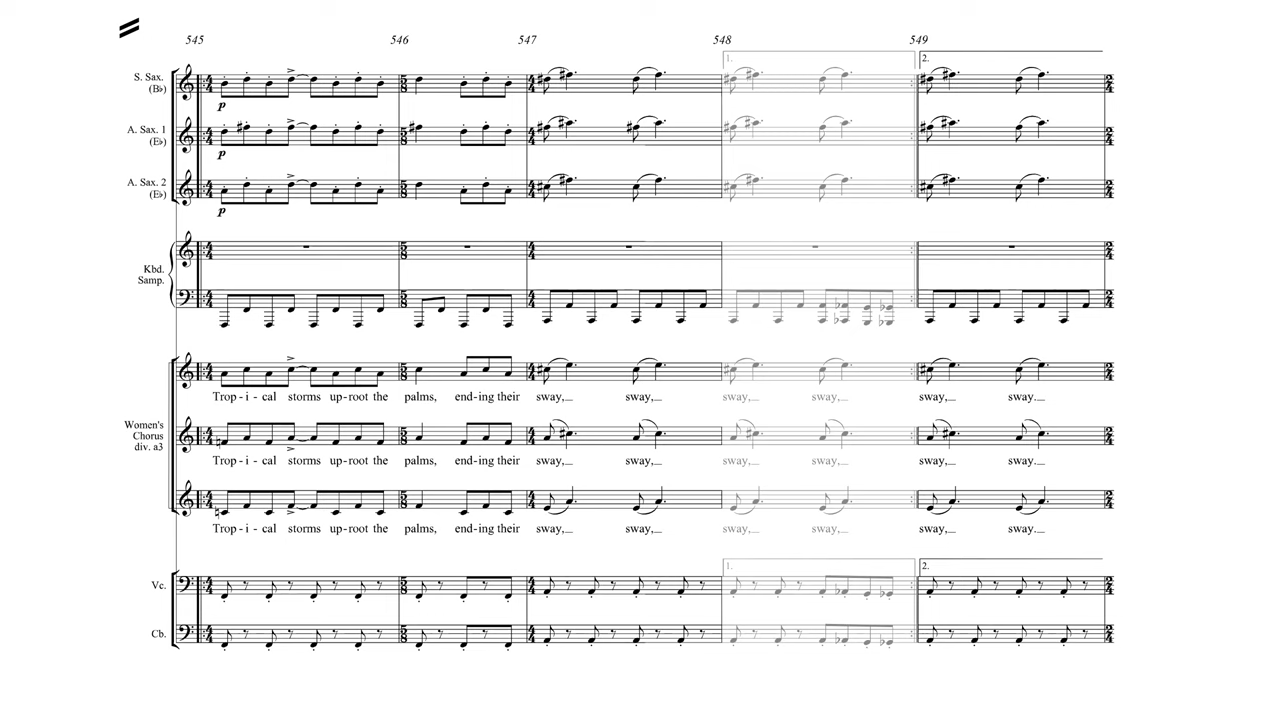 545 546 547 548 549
1. 2.
S. Sax.
(B♭)
p
A. Sax. 1
(E♭)
p
A. Sax. 2
(E♭)
p
Kbd.
Samp.
Trop - i - cal storms up - root the palms, end - ing their sway, sway, sway, sway, sway, sway.
Women's
Chorus
div. a3
Trop - i - cal storms up - root the palms, end - ing their sway, sway, sway, sway, sway, sway.
Trop - i - cal storms up - root the palms, end - ing their sway, sway, sway, sway, sway, sway.
1. 2.
Vc.
Cb.